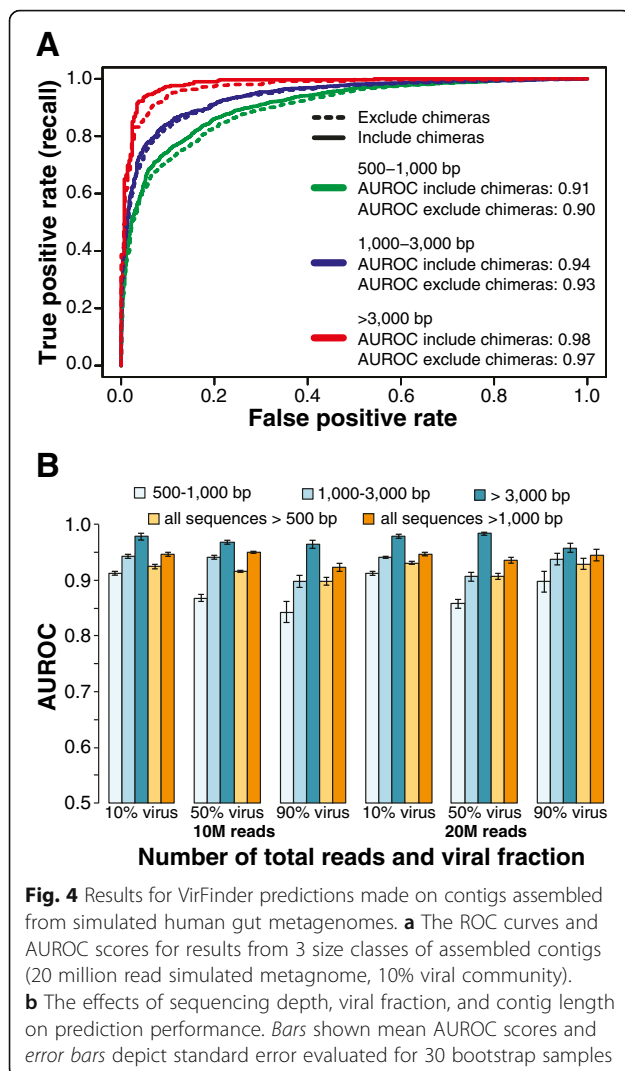 A
True positive rate (recall)
1.0
0.8
0.6
0.4
0.2
0.0
Exclude chimeras
Include chimeras
500–1,000 bp
AUROC include chimeras: 0.91
AUROC exclude chimeras: 0.90
1,000–3,000 bp
AUROC include chimeras: 0.94
AUROC exclude chimeras: 0.93
>3,000 bp
AUROC include chimeras: 0.98
AUROC exclude chimeras: 0.97
0.0 0.2 0.4 0.6 0.8 1.0
False positive rate
B
500-1,000 bp 1,000-3,000 bp > 3,000 bp
all sequences > 500 bp all sequences >1,000 bp
AUROC
1.0
0.9
0.8
0.7
0.6
0.5
10% virus 50% virus 90% virus 10% virus 50% virus 90% virus
10M reads 20M reads
Number of total reads and viral fraction
Fig. 4 Results for VirFinder predictions made on contigs assembled
from simulated human gut metagenomes. a The ROC curves and
AUROC scores for results from 3 size classes of assembled contigs
(20 million read simulated metagnome, 10% viral community).
b The effects of sequencing depth, viral fraction, and contig length
on prediction performance. Bars shown mean AUROC scores and
error bars depict standard error evaluated for 30 bootstrap samples